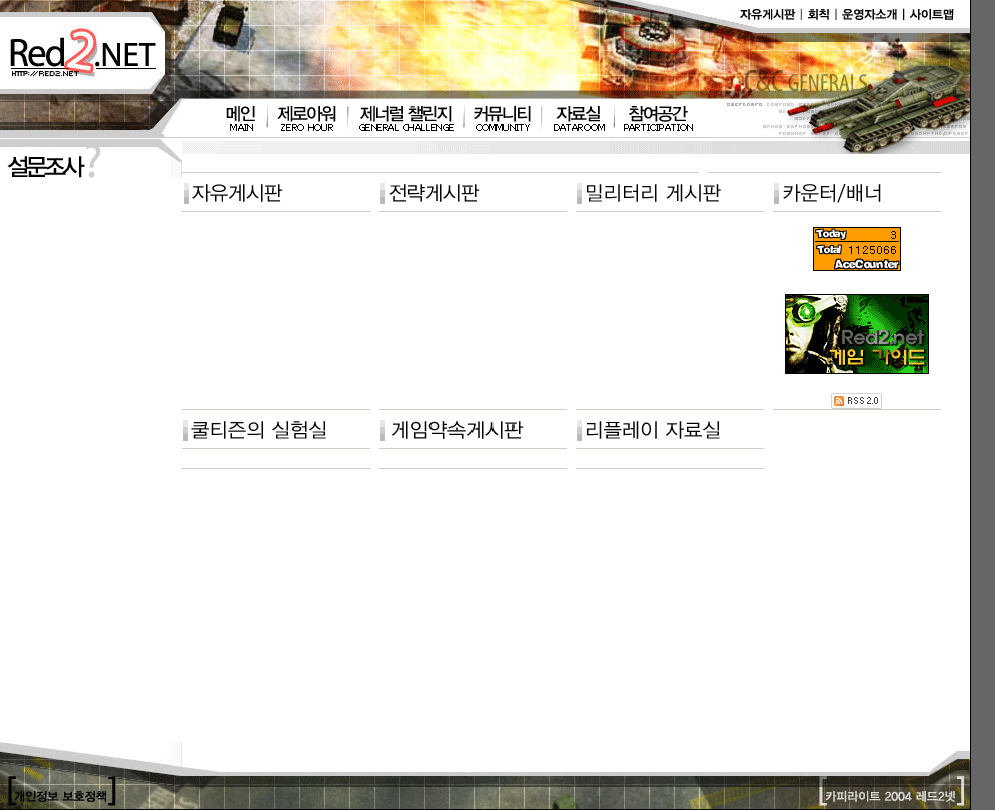 자유게시판 | 회칙 | 운영자소개 | 사이트맵
Red2.NET
HTTP://RED2.NET
C&C GENERALS
메인 제로아워 제너럴 챌린지 커뮤니티 자료실 참여공간
MAIN ZERO HOUR GENERAL CHALLENGE COMMUNITY DATAROOM PARTICIPATION
설문조사?
자유게시판 전략게시판 밀리터리 게시판 카운터/배너
Today 3
Total 1125066
AceCounter
Red2.net
게임 가이드
RSS 2.0
쿨티즌의 실험실 게임약속게시판 리플레이 자료실
[개인정보 보호정책]
[카피라이트 2004 레드2넷]